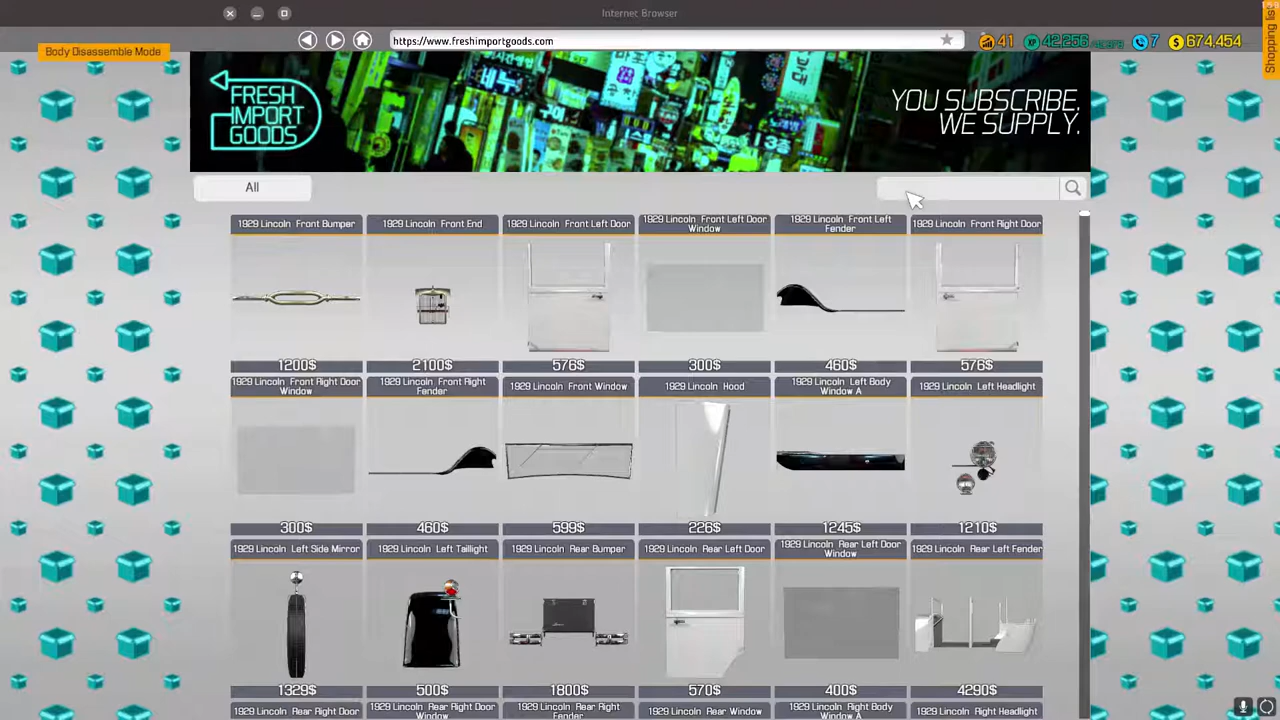 Internet Browser
Body Disassemble Mode
https://www.freshimportgoods.com
41
42,256
7
674,454
FRESH
IMPORT
GOODS
YOU SUBSCRIBE.
WE SUPPLY.
All
1929 Lincoln Front Bumper
1929 Lincoln Front End
1929 Lincoln Front Left Door
1929 Lincoln Front Left Door
Window
1929 Lincoln Front Left
Fender
1929 Lincoln Front Right Door
1200$
2100$
576$
300$
460$
576$
1929 Lincoln Front Right Door
Window
1929 Lincoln Front Right
Fender
1929 Lincoln Front Window
1929 Lincoln Hood
1929 Lincoln Left Body
Window A
1929 Lincoln Left Headlight
300$
460$
599$
226$
1245$
1210$
1929 Lincoln Left Side Mirror
1929 Lincoln Left Taillight
1929 Lincoln Rear Bumper
1929 Lincoln Rear Left Door
1929 Lincoln Rear Left Door
Window
1929 Lincoln Rear Left Fender
1329$
500$
1800$
570$
400$
4290$
1929 Lincoln Rear Right Door
1929 Lincoln Rear Right Door
Window
1929 Lincoln Rear Right
Fender
1929 Lincoln Rear Window
1929 Lincoln Right Body
Window A
1929 Lincoln Right Headlight